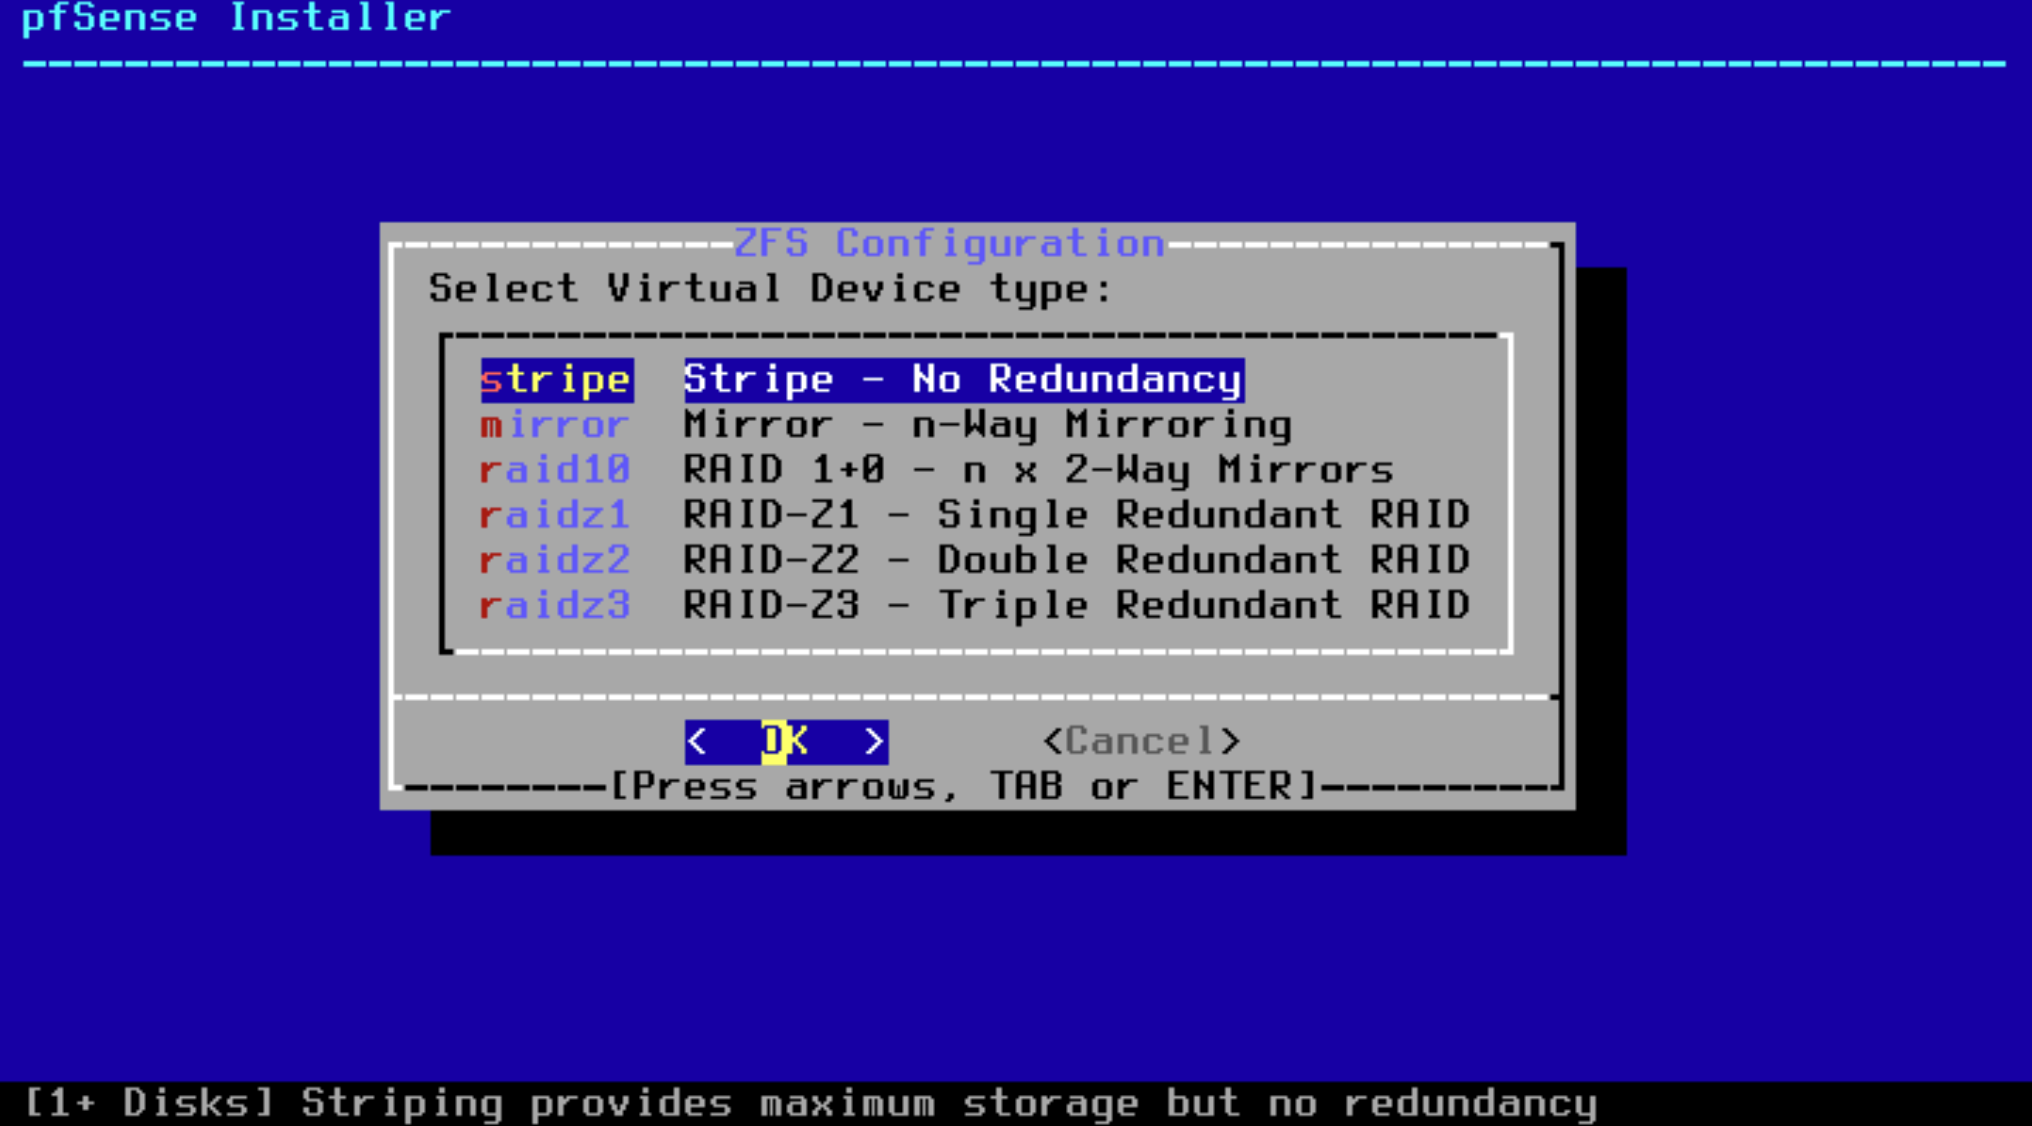 pfSense Installer
ZFS Configuration
Select Virtual Device type:
stripe Stripe - No Redundancy
mirror Mirror - n-Way Mirroring
raid10 RAID 1+0 - n x 2-Way Mirrors
raidz1 RAID-Z1 - Single Redundant RAID
raidz2 RAID-Z2 - Double Redundant RAID
raidz3 RAID-Z3 - Triple Redundant RAID
< OK > <Cancel>
[Press arrows, TAB or ENTER]
[1+ Disks] Striping provides maximum storage but no redundancy